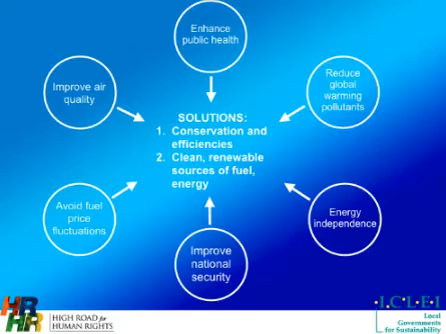 Enhance
public health
Improve air
quality
Reduce
global
warming
pollutants
SOLUTIONS:
1. Conservation and
efficiencies
2. Clean, renewable
sources of fuel,
energy
Avoid fuel
price
fluctuations
Energy
independence
Improve
national
security
HR
HR
HIGH ROAD for
HUMAN RIGHTS
I.C.L.E.I
Local
Governments
for Sustainability